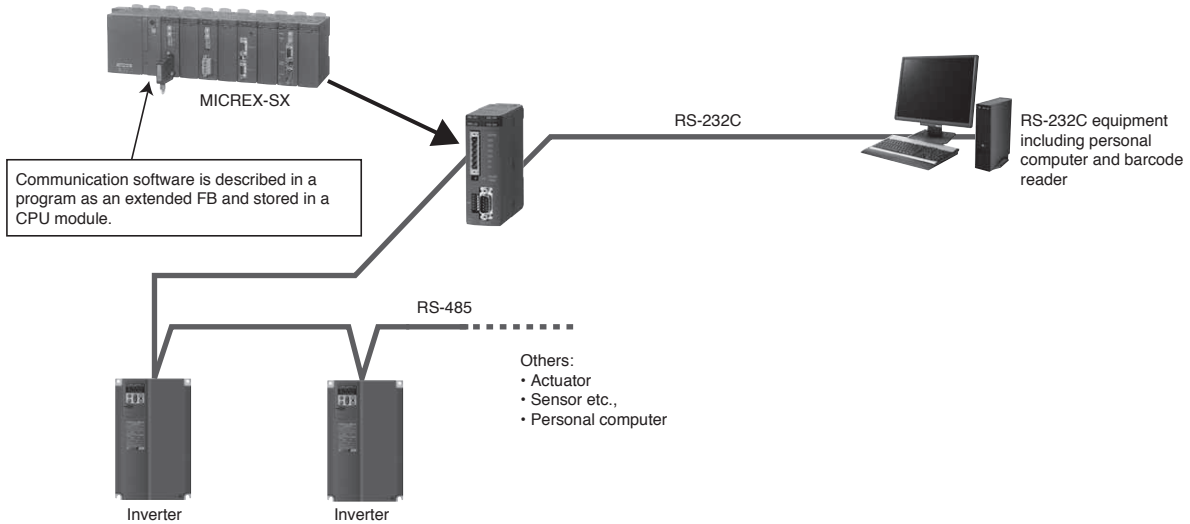 MICREX-SX
Communication software is described in a
program as an extended FB and stored in a
CPU module.
RS-232C
RS-232C equipment
including personal
computer and barcode
reader
RS-485
Others:
• Actuator
• Sensor etc.,
• Personal computer
Inverter
Inverter